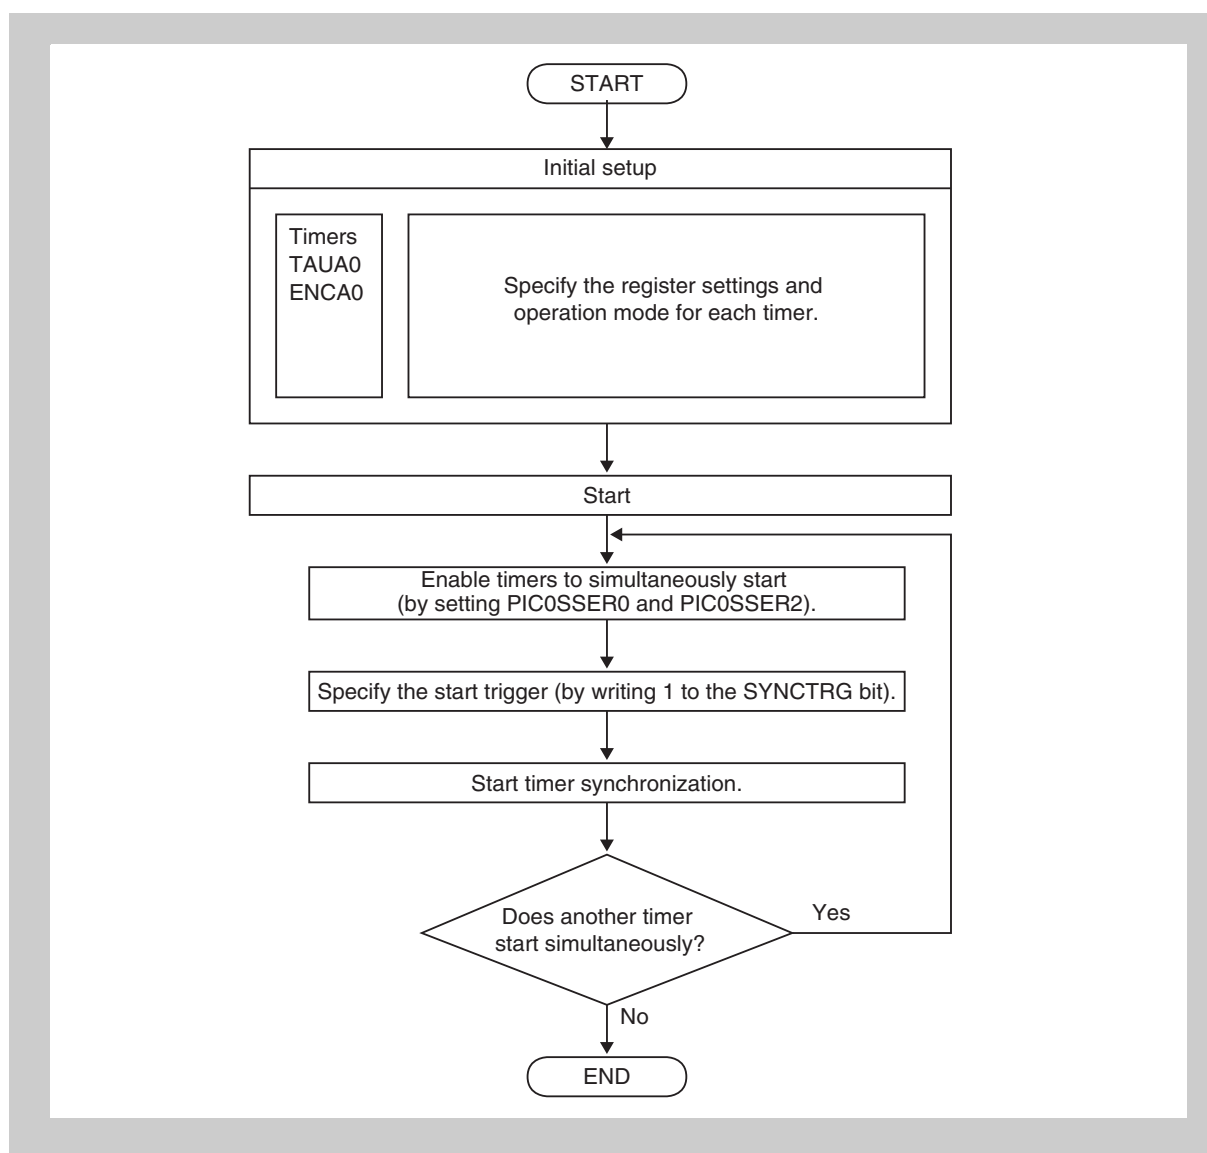 START
Initial setup
Timers
TAUA0
ENCA0
Specify the register settings and
operation mode for each timer.
Start
Enable timers to simultaneously start
(by setting PIC0SSER0 and PIC0SSER2).
Specify the start trigger (by writing 1 to the SYNCTRG bit).
Start timer synchronization.
Does another timer
start simultaneously?
Yes
No
END